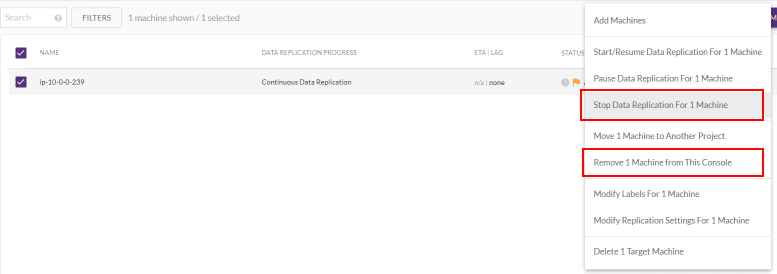 Search
FILTERS
1 machine shown / 1 selected
M
Add Machines
NAME
DATA REPLICATION PROGRESS
ETA | LAG
STATUS
Start/Resume Data Replication For 1 Machine
ip-10-0-0-239
Continuous Data Replication
n/a | none
Pause Data Replication For 1 Machine
Stop Data Replication For 1 Machine
Move 1 Machine to Another Project
Remove 1 Machine from This Console
Modify Labels For 1 Machine
Modify Replication Settings For 1 Machine
Delete 1 Target Machine